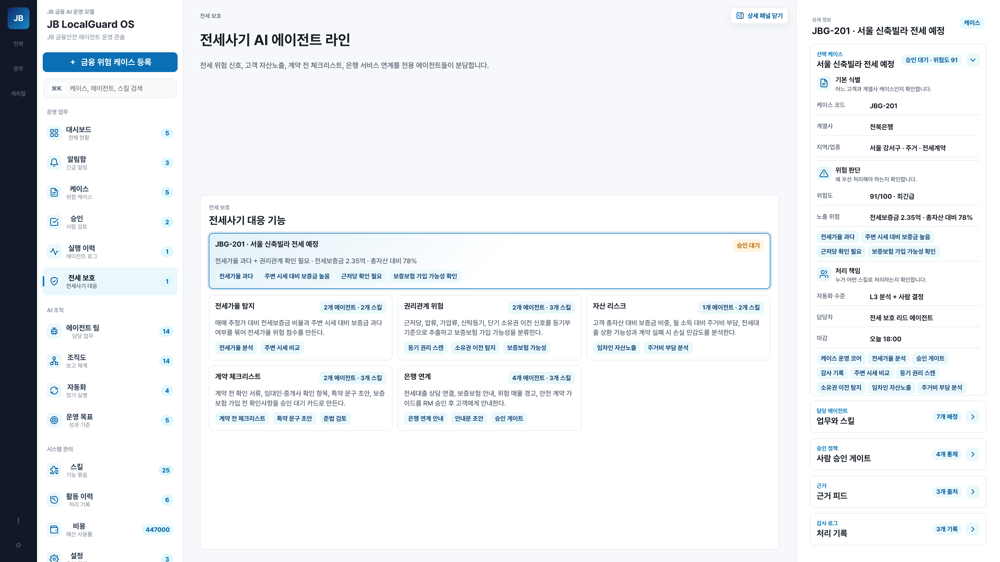 JB
전북
광주
캐피탈
!
JB 금융 AI 운영 모델
JB LocalGuard OS
JB 금융안전 에이전트 운영 콘솔
+ 금융 위험 케이스 등록
⌘K 케이스, 에이전트, 스킬 검색
운영 업무
대시보드
전체 현황
5
알림함
긴급 알림
3
케이스
위험 케이스
5
승인
사람 검토
2
실행 이력
에이전트 로그
1
전세 보호
전세사기 대응
1
AI 조직
에이전트 팀
담당 업무
14
조직도
보고 체계
14
자동화
정기 실행
4
운영 목표
성과 기준
5
시스템 관리
스킬
기능 묶음
25
활동 이력
처리 기록
6
비용
예산 사용률
447000
설정
3
전세 보호
상세 패널 닫기
전세사기 AI 에이전트 라인
전세 위험 신호, 고객 자산노출, 계약 전 체크리스트, 은행 서비스 연계를 전용 에이전트들이 분담합니다.
전세 보호
전세사기 대응 기능
JBG-201 · 서울 신축빌라 전세 예정
승인 대기
전세가율 과다 + 권리관계 확인 필요 · 전세보증금 2.35억 · 총자산 대비 78%
전세가율 과다 주변 시세 대비 보증금 높음 근저당 확인 필요 보증보험 가입 가능성 확인
전세가율 탐지
2개 에이전트 · 2개 스킬
매매 추정가 대비 전세보증금 비율과 주변 시세 대비 보증금 과다
여부를 묶어 전세가율 위험 점수를 만든다.
전세가율 분석 주변 시세 비교
권리관계 위험
2개 에이전트 · 3개 스킬
근저당, 압류, 가압류, 신탁등기, 단기 소유권 이전 신호를 등기부
기준으로 추출하고 보증보험 가입 가능성을 분류한다.
등기 권리 스캔 소유권 이전 탐지 보증보험 가능성
자산 리스크
1개 에이전트 · 2개 스킬
고객 총자산 대비 보증금 비중, 월 소득 대비 주거비 부담, 전세대
출 상환 가능성과 계약 실패 시 손실 민감도를 분석한다.
임차인 자산노출 주거비 부담 분석
계약 체크리스트
2개 에이전트 · 3개 스킬
계약 전 확인 서류, 임대인·중개사 확인 항목, 특약 문구 초안, 보증
보험 가입 전 확인사항을 승인 대기 카드로 만든다.
계약 전 체크리스트 특약 문구 초안 준법 검토
은행 연계
4개 에이전트 · 3개 스킬
전세대출 상담 연결, 보증보험 안내, 위험 매물 경고, 안전 계약 가
이드를 RM 승인 후 고객에게 안내한다.
은행 연계 안내 안내문 초안 승인 게이트
상세 정보
JBG-201 · 서울 신축빌라 전세 예정
케이스
선택 케이스
서울 신축빌라 전세 예정
승인 대기 · 위험도 91
기본 식별
어느 고객과 계열사 케이스인지 확인합니다.
케이스 코드 JBG-201
계열사 전북은행
지역/업종 서울 강서구 · 주거 · 전세계약
위험 판단
왜 우선 처리해야 하는지 확인합니다.
위험도 91/100 · 최긴급
노출 위험 전세보증금 2.35억 · 총자산 대비 78%
전세가율 과다 주변 시세 대비 보증금 높음
근저당 확인 필요 보증보험 가입 가능성 확인
처리 책임
누가 어떤 스킬로 처리하는지 확인합니다.
자동화 수준 L3 분석 + 사람 결정
담당자 전세 보호 리드 에이전트
마감 오늘 18:00
케이스 운영 코어 전세가율 분석 승인 게이트
감사 기록 주변 시세 비교 등기 권리 스캔
소유권 이전 탐지 임차인 자산노출 주거비 부담 분석
담당 에이전트
업무와 스킬
7개 배정
승인 정책
사람 승인 게이트
4개 통제
근거
근거 피드
3개 출처
감사 로그
처리 기록
3개 기록